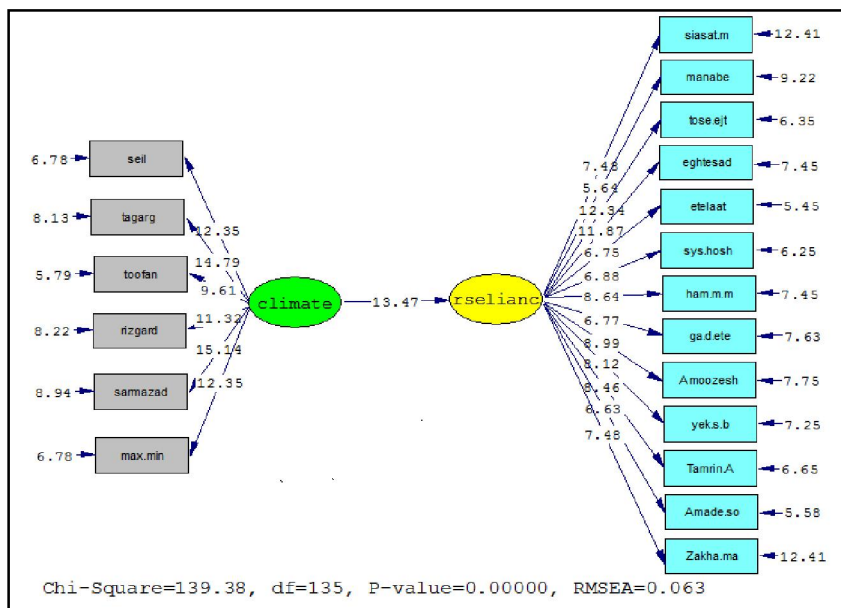 6.78 seil
8.13 tagarg
5.79 toofan
8.22 rizgard
8.94 sarmazad
6.78 max.min
12.35
14.79
9.61
11.32
15.14
12.35
climate 13.47 rselianc
7.48
5.64
12.34
11.87
6.75
6.88
8.64
6.77
8.99
8.12
8.46
6.63
7.48
siasat.m 12.41
manabe 9.22
tose.ejt 6.35
eghtesad 7.45
etelaat 5.45
sys.hosh 6.25
ham.m.m 7.45
ga.d.ete 7.63
Amoozesh 7.75
yek.s.b 7.25
Tamrin.A 6.65
Amade.so 5.58
Zakha.ma 12.41
Chi-Square=139.38, df=135, P-value=0.00000, RMSEA=0.063